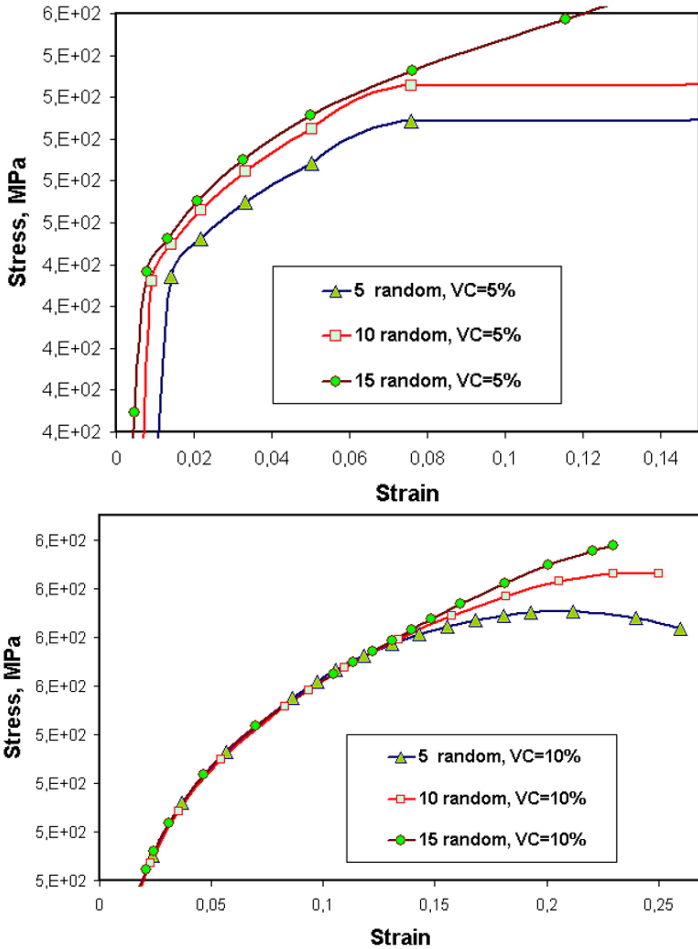 6,E+02
5,E+02
5,E+02
5,E+02
5,E+02
5,E+02
4,E+02
4,E+02
4,E+02
4,E+02
4,E+02
Stress, MPa
5 random, VC=5%
10 random, VC=5%
15 random, VC=5%
0 0,02 0,04 0,06 0,08 0,1 0,12 0,14
Strain
6,E+02
6,E+02
6,E+02
6,E+02
5,E+02
5,E+02
5,E+02
5,E+02
Stress, MPa
5 random, VC=10%
10 random, VC=10%
15 random, VC=10%
0 0,05 0,1 0,15 0,2 0,25
Strain